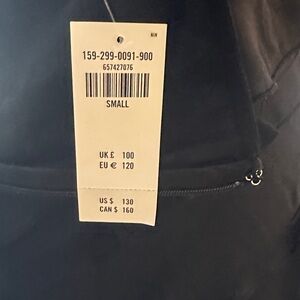 159-299-0091-900
657427076
SMALL
UK £ 100
EU € 120
US $ 130
CAN $ 160